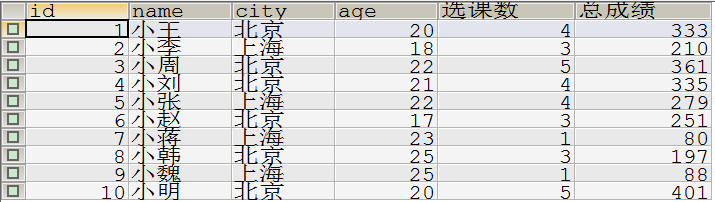 id name city age 选课数 总成绩
1 小王 北京 20 4 333
2 小李 上海 18 3 210
3 小周 北京 22 5 361
4 小刘 北京 21 4 335
5 小张 上海 22 4 279
6 小赵 北京 17 3 251
7 小蒋 上海 23 1 80
8 小韩 北京 25 3 197
9 小魏 上海 25 1 88
10 小明 北京 20 5 401